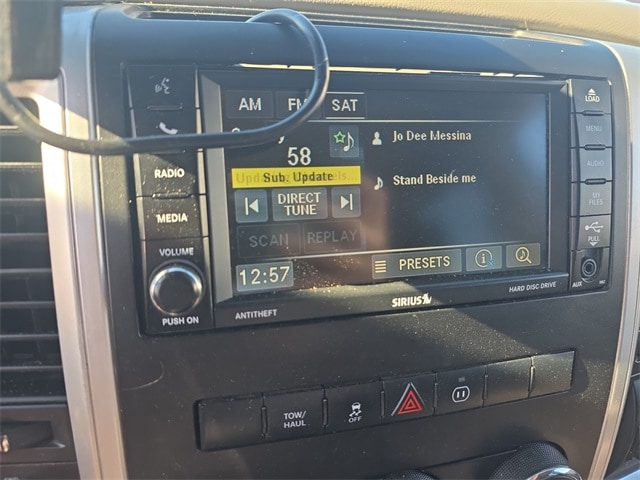 LOAD
AM FM SAT
MENU
Jo Dee Messina
58
AUDIO
RADIO
Sub. Update
Stand Beside me
MY FILES
MEDIA
DIRECT TUNE
PULL
SCAN REPLAY
VOLUME
PRESETS
12:57
AUX
PUSH ON
SIRIUS
HARD DISC DRIVE
ANTITHEFT
TOW/
HAUL
OFF